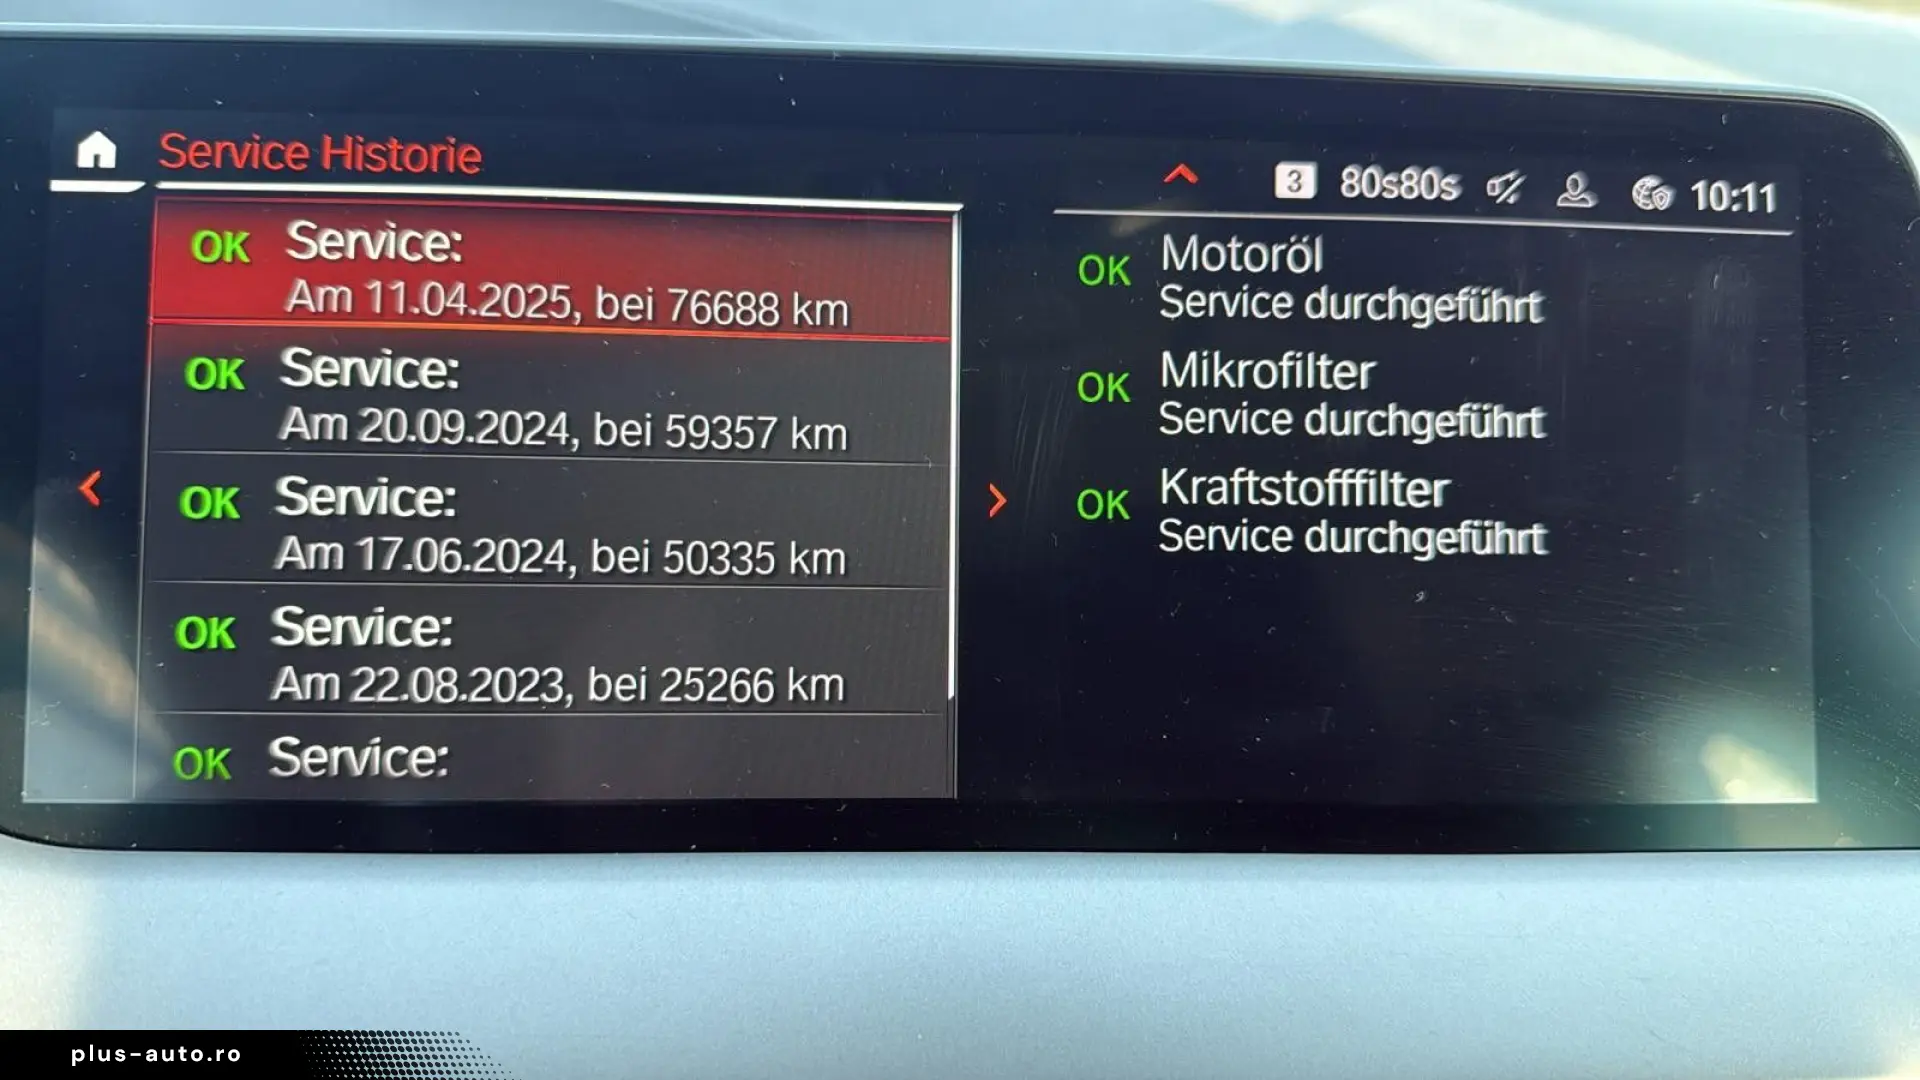 Service Historie
3 80s80s 10:11
OK Service:
Am 11.04.2025, bei 76688 km
OK Service:
Am 20.09.2024, bei 59357 km
OK Service:
Am 17.06.2024, bei 50335 km
OK Service:
Am 22.08.2023, bei 25266 km
OK Service:
OK Motoröl
Service durchgeführt
OK Mikrofilter
Service durchgeführt
OK Kraftstofffilter
Service durchgeführt
plus-auto.ro